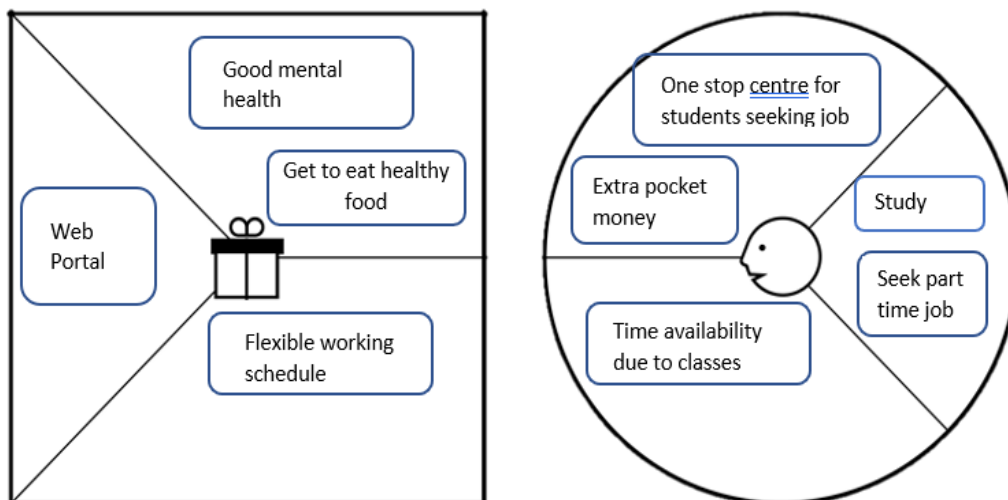 Good mental
health
Get to eat healthy
food
Web
Portal
Flexible working
schedule
One stop centre for
students seeking job
Extra pocket
money
Study
Seek part
time job
Time availability
due to classes